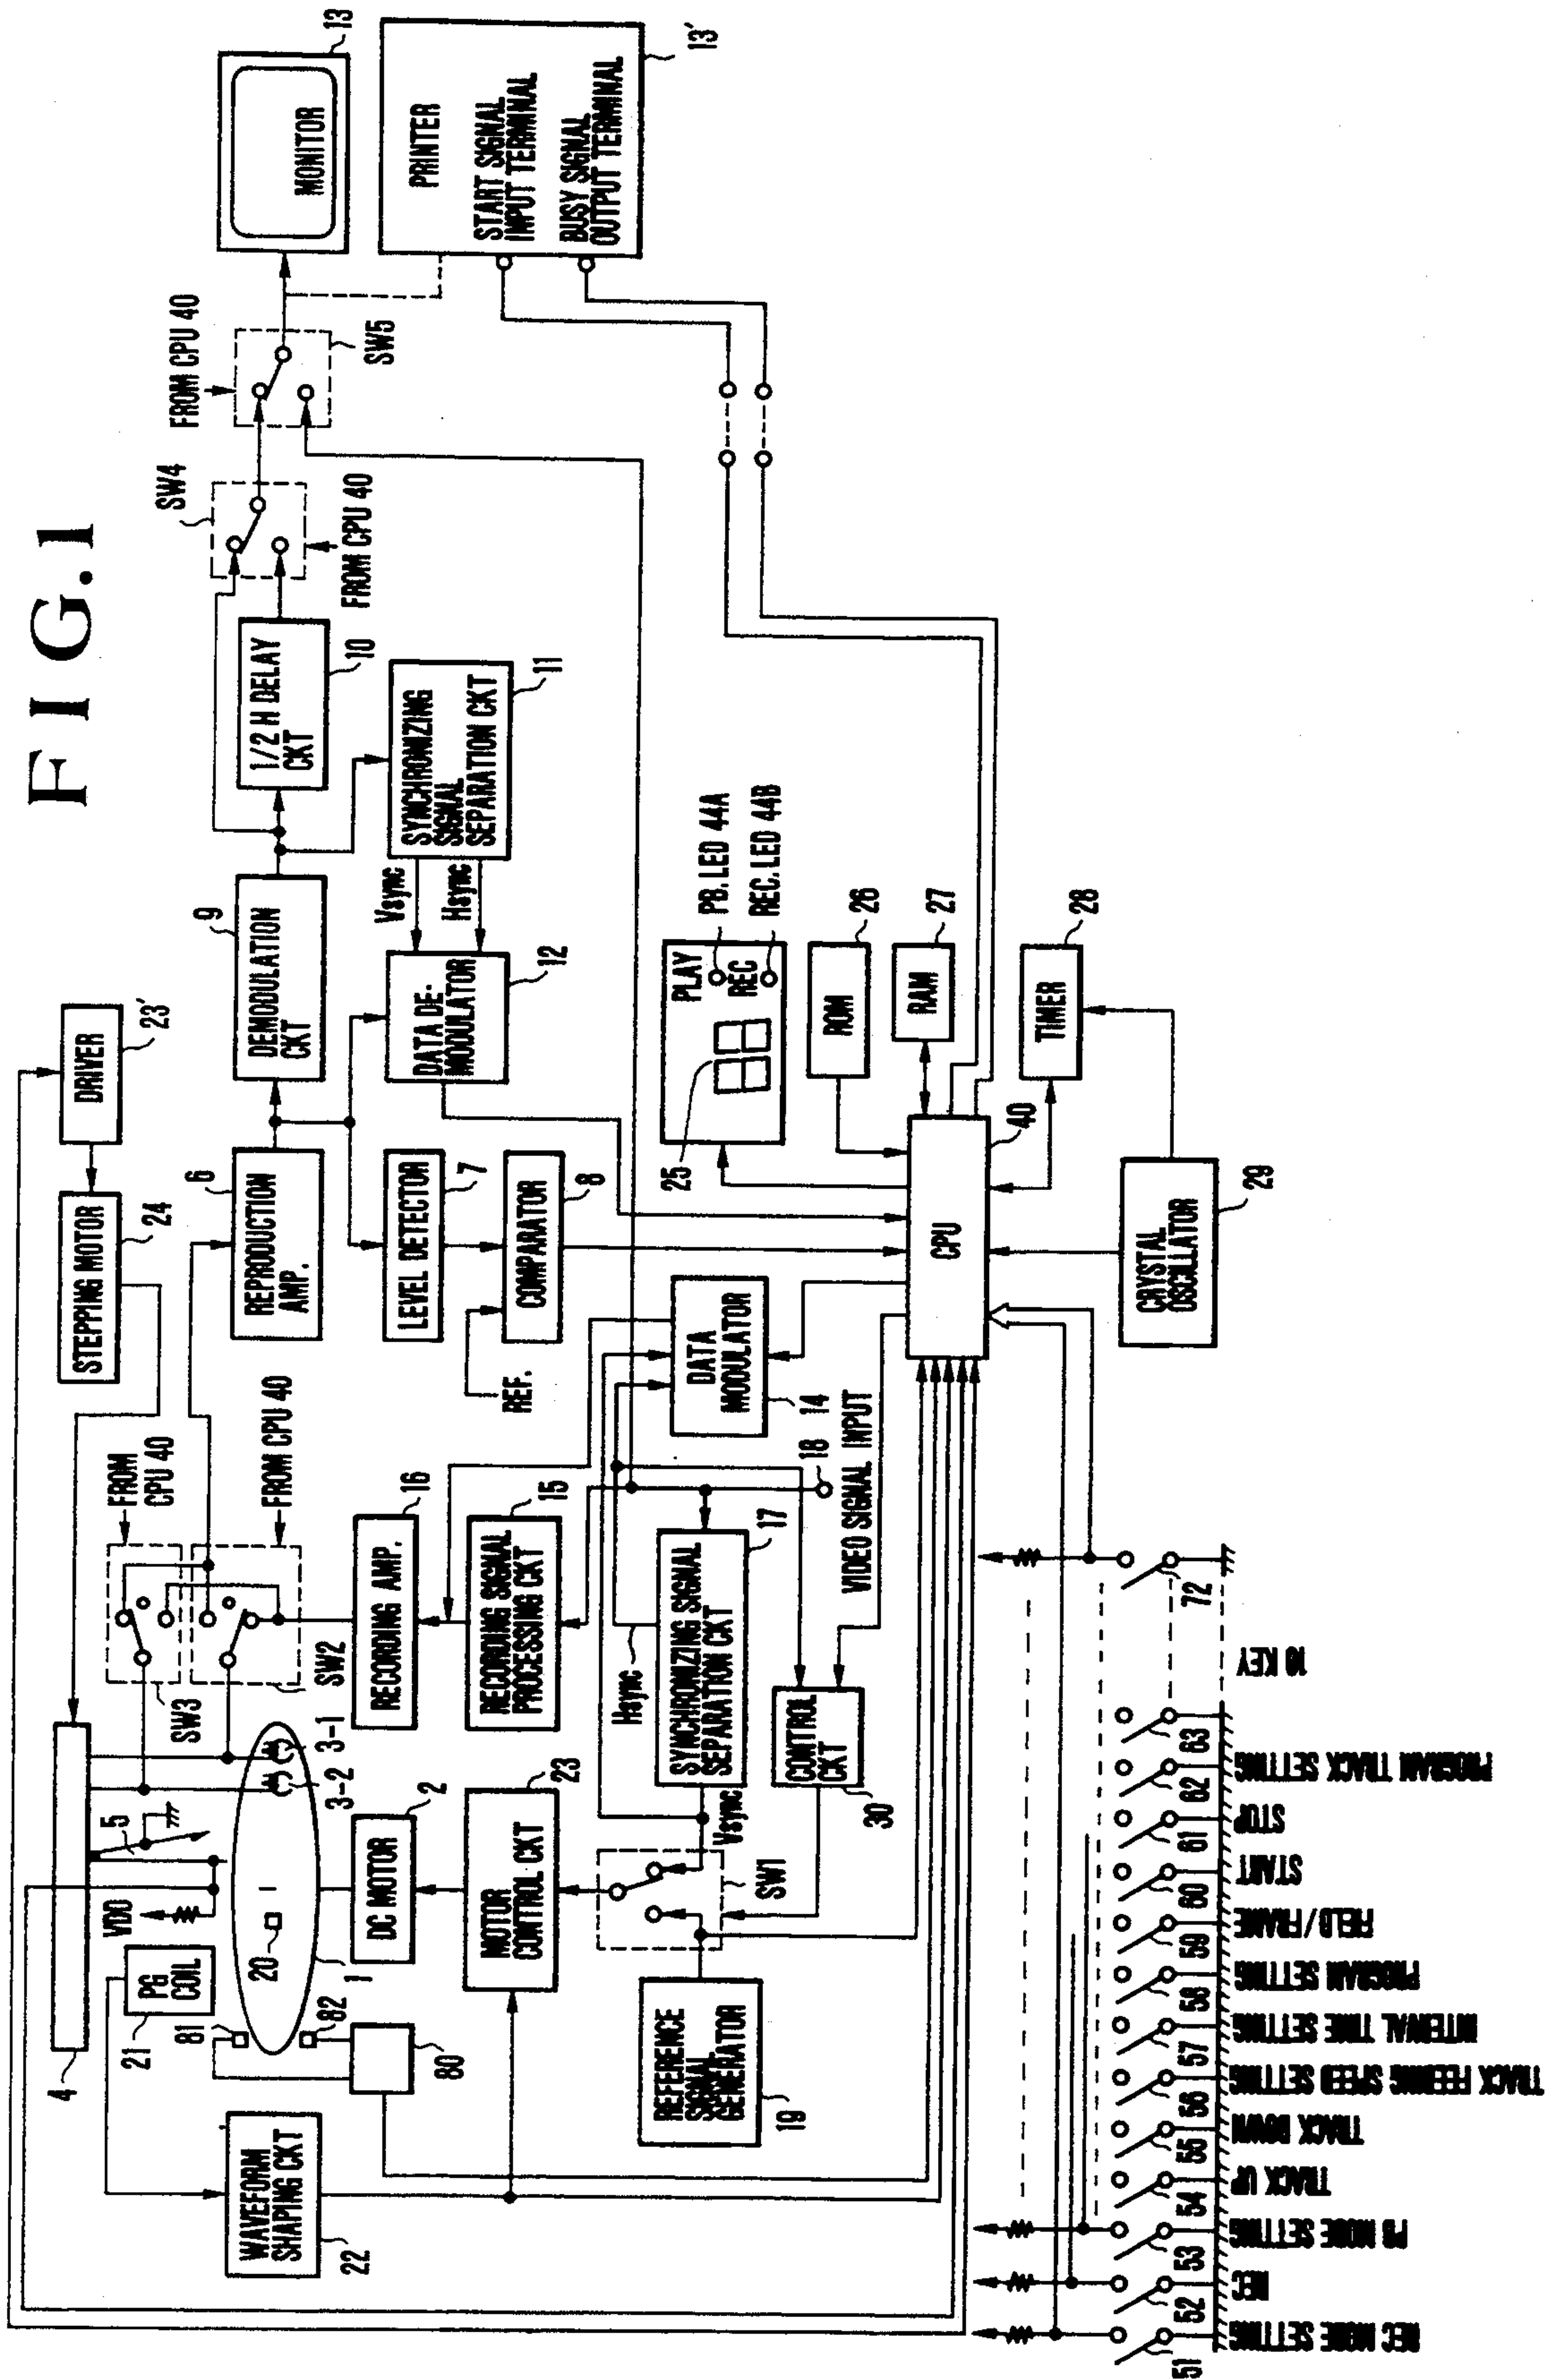 FIG.1
MONITOR
13
PRINTER
START SIGNAL
INPUT TERMINAL
BUSY SIGNAL
OUTPUT TERMINAL
13'
FROM CPU 40
SW5
SW4
FROM CPU 40
1/2 H DELAY
CKT
10
SYNCHRONIZING
SIGNAL
SEPARATION CKT
11
Vsync
Hsync
DEMODULATION
CKT
9
DATA DE-
MODULATOR
12
DRIVER
23'
STEPPING MOTOR
24
REPRODUCTION
AMP.
6
LEVEL DETECTOR
7
COMPARATOR
8
REF.
PLAY
REC
PB. LED 44A
REC. LED 44B
25
ROM
26
RAM
27
TIMER
28
CPU
40
CRYSTAL
OSCILLATOR
29
DATA
MODULATOR
14
FROM
CPU 40
FROM CPU 40
SW3
SW2
RECORDING AMP.
16
RECORDING SIGNAL
PROCESSING CKT
15
Hsync
SYNCHRONIZING SIGNAL
SEPARATION CKT
17
18
VIDEO SIGNAL INPUT
CONTROL
CKT
30
Vsync
SW1
4
5
VDD
3-1
3-2
20
1
PG
COIL
21
81
82
80
DC MOTOR
2
MOTOR
CONTROL CKT
23
REFERENCE
SIGNAL
GENERATOR
19
WAVEFORM
SHAPING CKT
22
51
REC MODE SETTING
52
REC
53
PB MODE SETTING
54
TRACK UP
55
TRACK DOWN
56
TRACK FEEDING SPEED SETTING
57
INTERVAL TIME SETTING
58
PROGRAM SETTING
59
FIELD/FRAME
60
START
61
STOP
62
PROGRAM TRACK SETTING
63
10 KEY
72